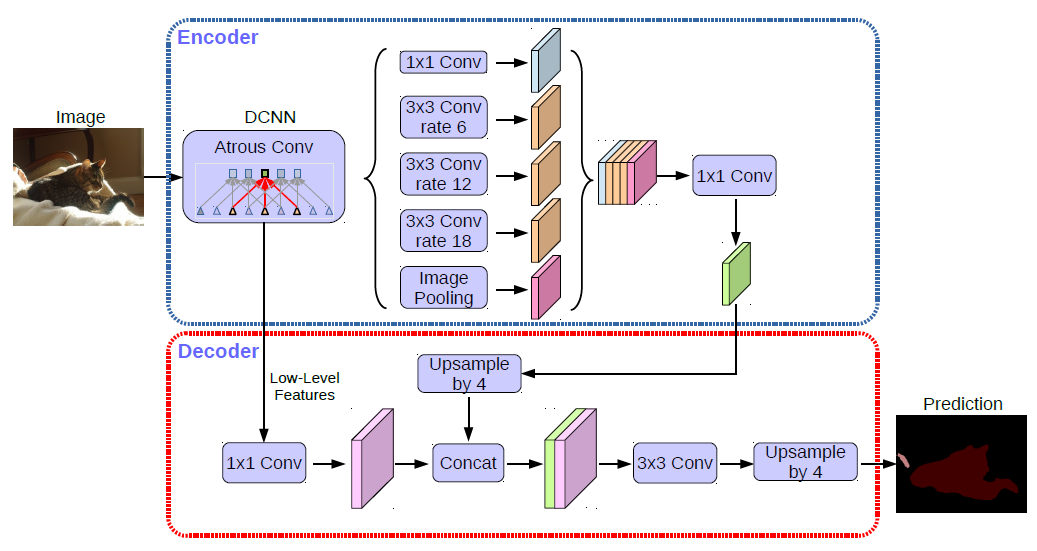 Encoder
Image
DCNN
Atrous Conv
1x1 Conv
3x3 Conv
rate 6
3x3 Conv
rate 12
3x3 Conv
rate 18
Image
Pooling
1x1 Conv
Decoder
Low-Level
Features
Upsample
by 4
1x1 Conv
Concat
3x3 Conv
Upsample
by 4
Prediction